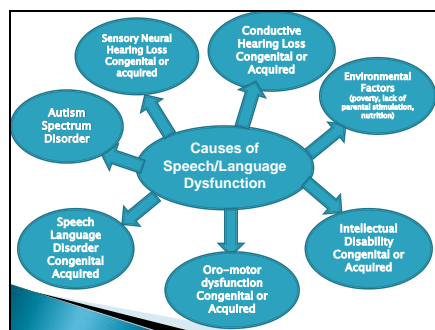 Sensory Neural
Hearing Loss
Congenital or
acquired
Conductive
Hearing Loss
Congenital or
Acquired
Environmental
Factors
(poverty, lack of
parental stimulation,
nutrition)
Autism
Spectrum
Disorder
Causes of
Speech/Language
Dysfunction
Speech
Language
Disorder
Congenital
Acquired
Oro-motor
dysfunction
Congenital or
Acquired
Intellectual
Disability
Congenital or
Acquired